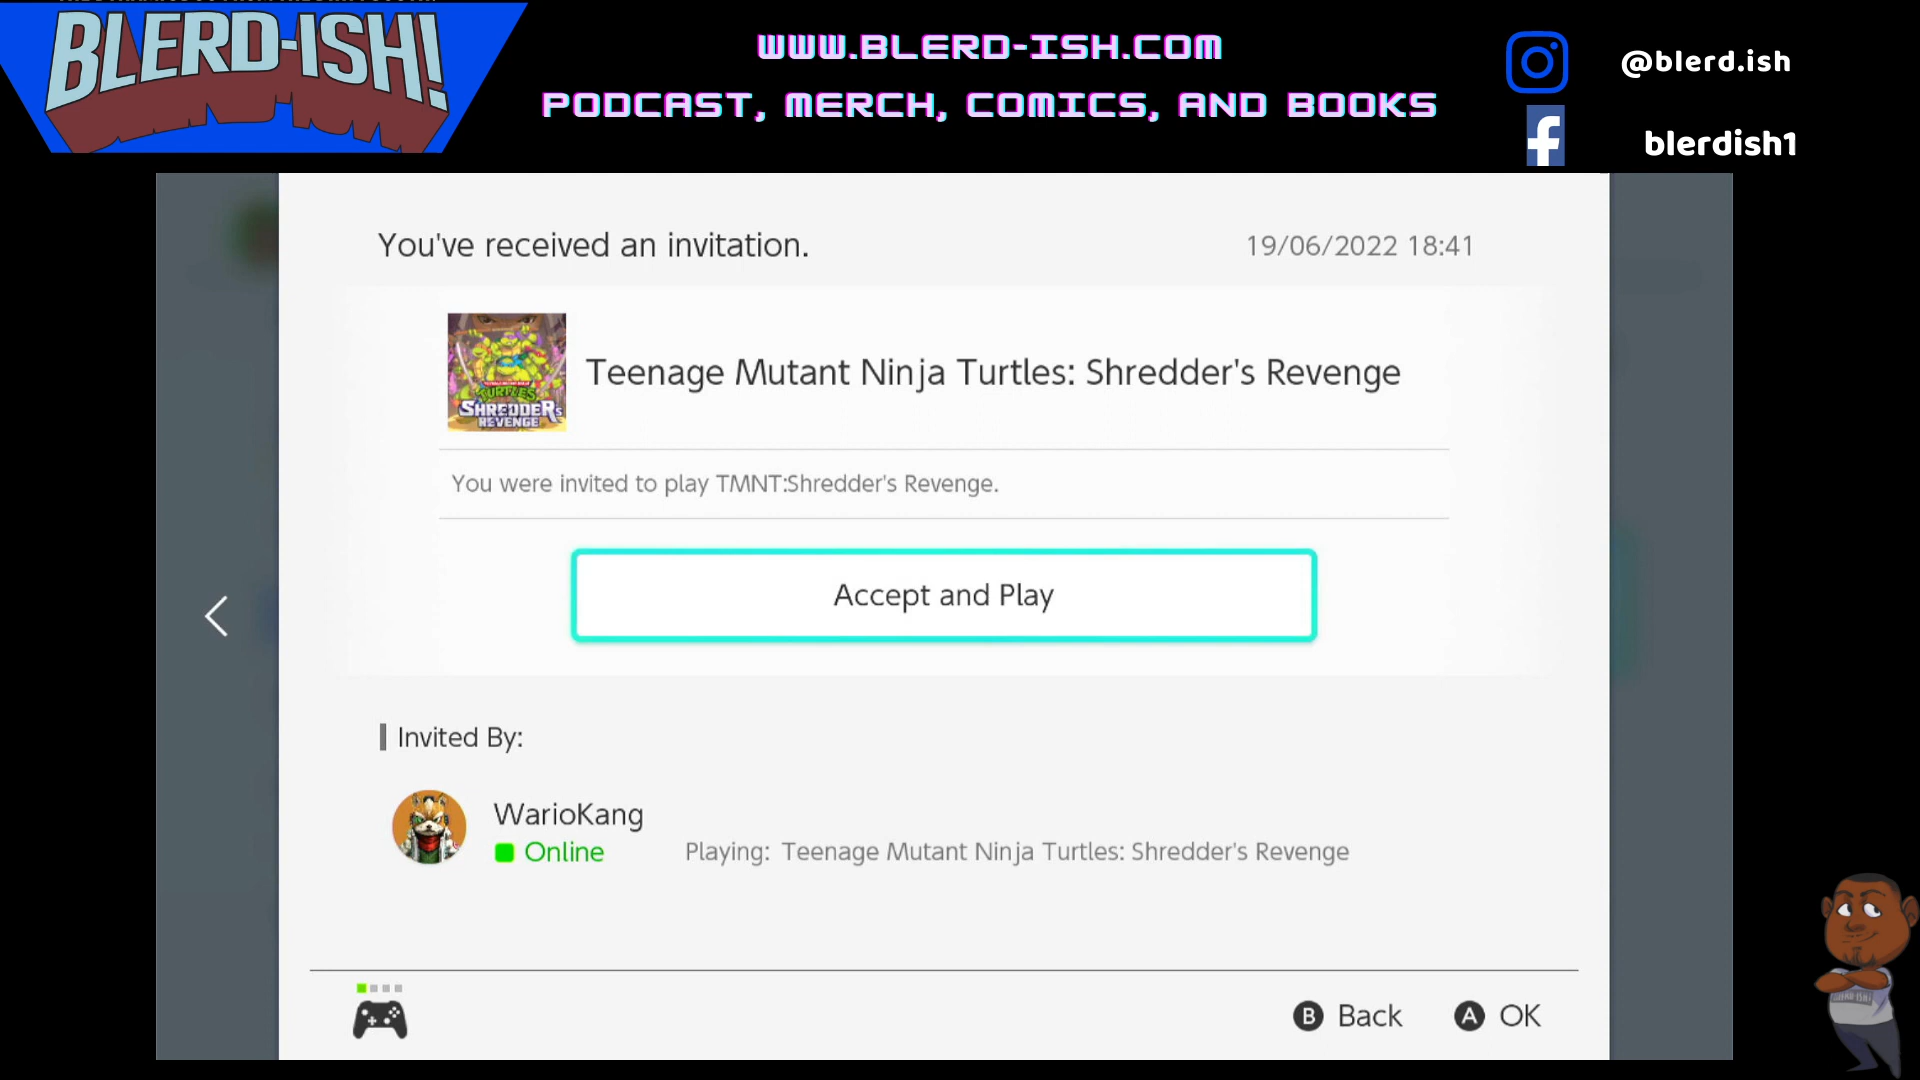 BLERD-ISH!
WWW.BLERD-ISH.COM
PODCAST, MERCH, COMICS, AND BOOKS
@blerd.ish
blerdish1
You've received an invitation.
19/06/2022 18:41
TURTLES
SHREDDER'S
REVENGE
Teenage Mutant Ninja Turtles: Shredder's Revenge
You were invited to play TMNT:Shredder's Revenge.
Accept and Play
Invited By:
WarioKang
Online
Playing: Teenage Mutant Ninja Turtles: Shredder's Revenge
B Back
A OK
BLERD-ISH!